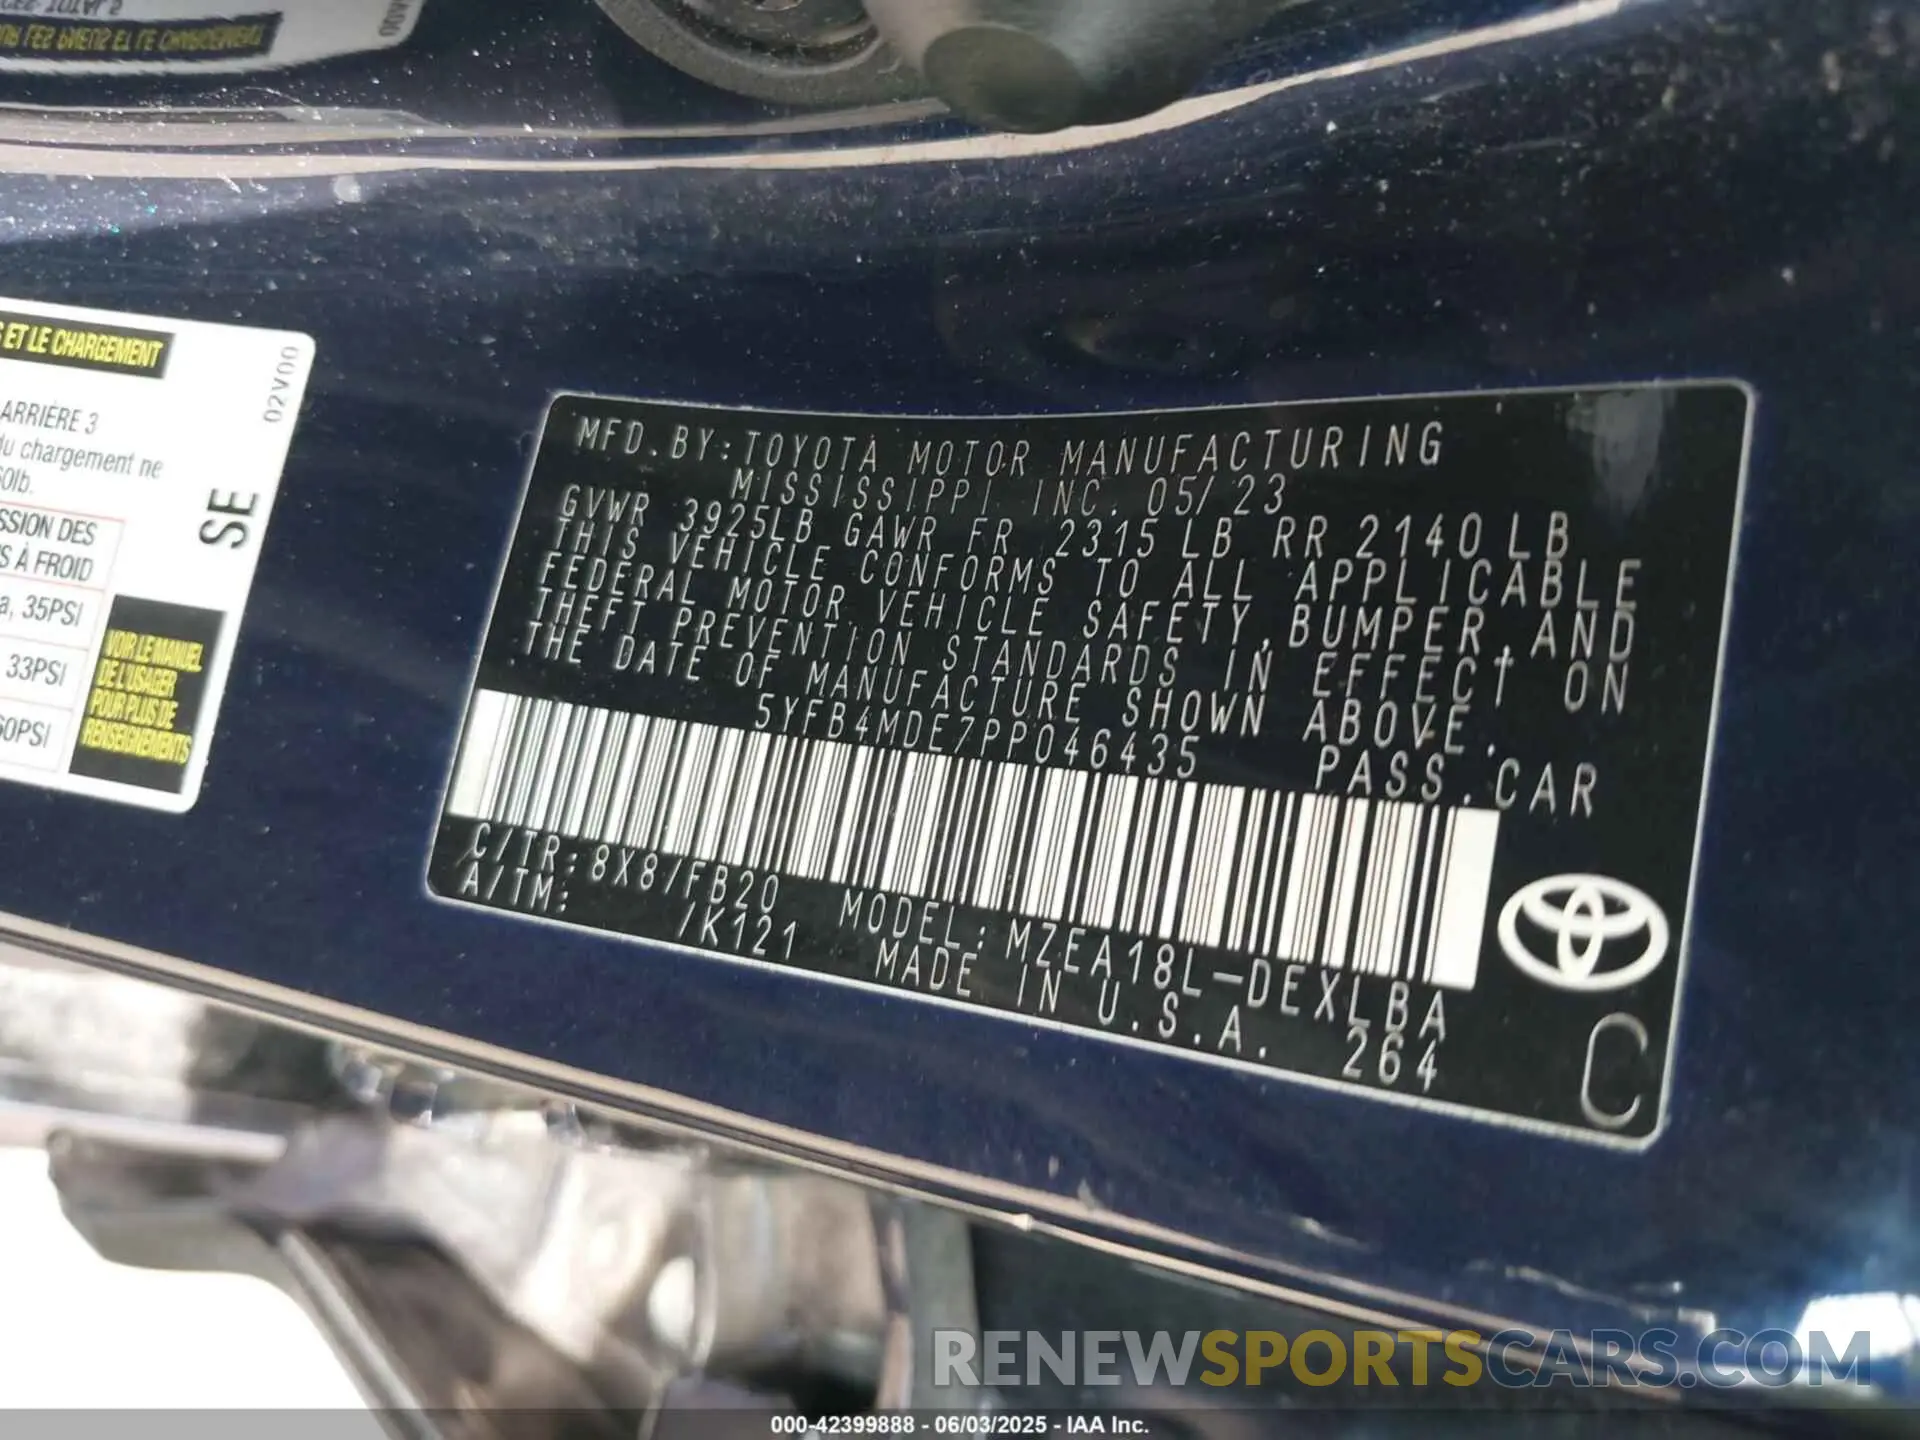 S ET LE CHARGEMENT
02V00
ARRIÈRE 3
du chargement ne
60lb.
SE
SSION DES
S À FROID
a, 35PSI
33PSI
60PSI
VOIR LE MANUEL
DE L'USAGER
POUR PLUS DE
RENSEIGNEMENTS
MFD.BY:TOYOTA MOTOR MANUFACTURING
MISSISSIPPI, INC. 05/23
GVWR 3925LB GAWR FR 2315LB RR 2140LB
THIS VEHICLE CONFORMS TO ALL APPLICABLE
FEDERAL MOTOR VEHICLE SAFETY,BUMPER,AND
THEFT PREVENTION STANDARDS IN EFFECT ON
THE DATE OF MANUFACTURE SHOWN ABOVE.
5YFB4MDE7PP046435 PASS.CAR
C/TR:8X8/FB20 MODEL:MZEA18L-DEXLBA
A/TM: /K121 MADE IN U.S.A. 264
C
RENEWSPORTSCARS.COM
000-42399888 - 06/03/2025 - IAA Inc.